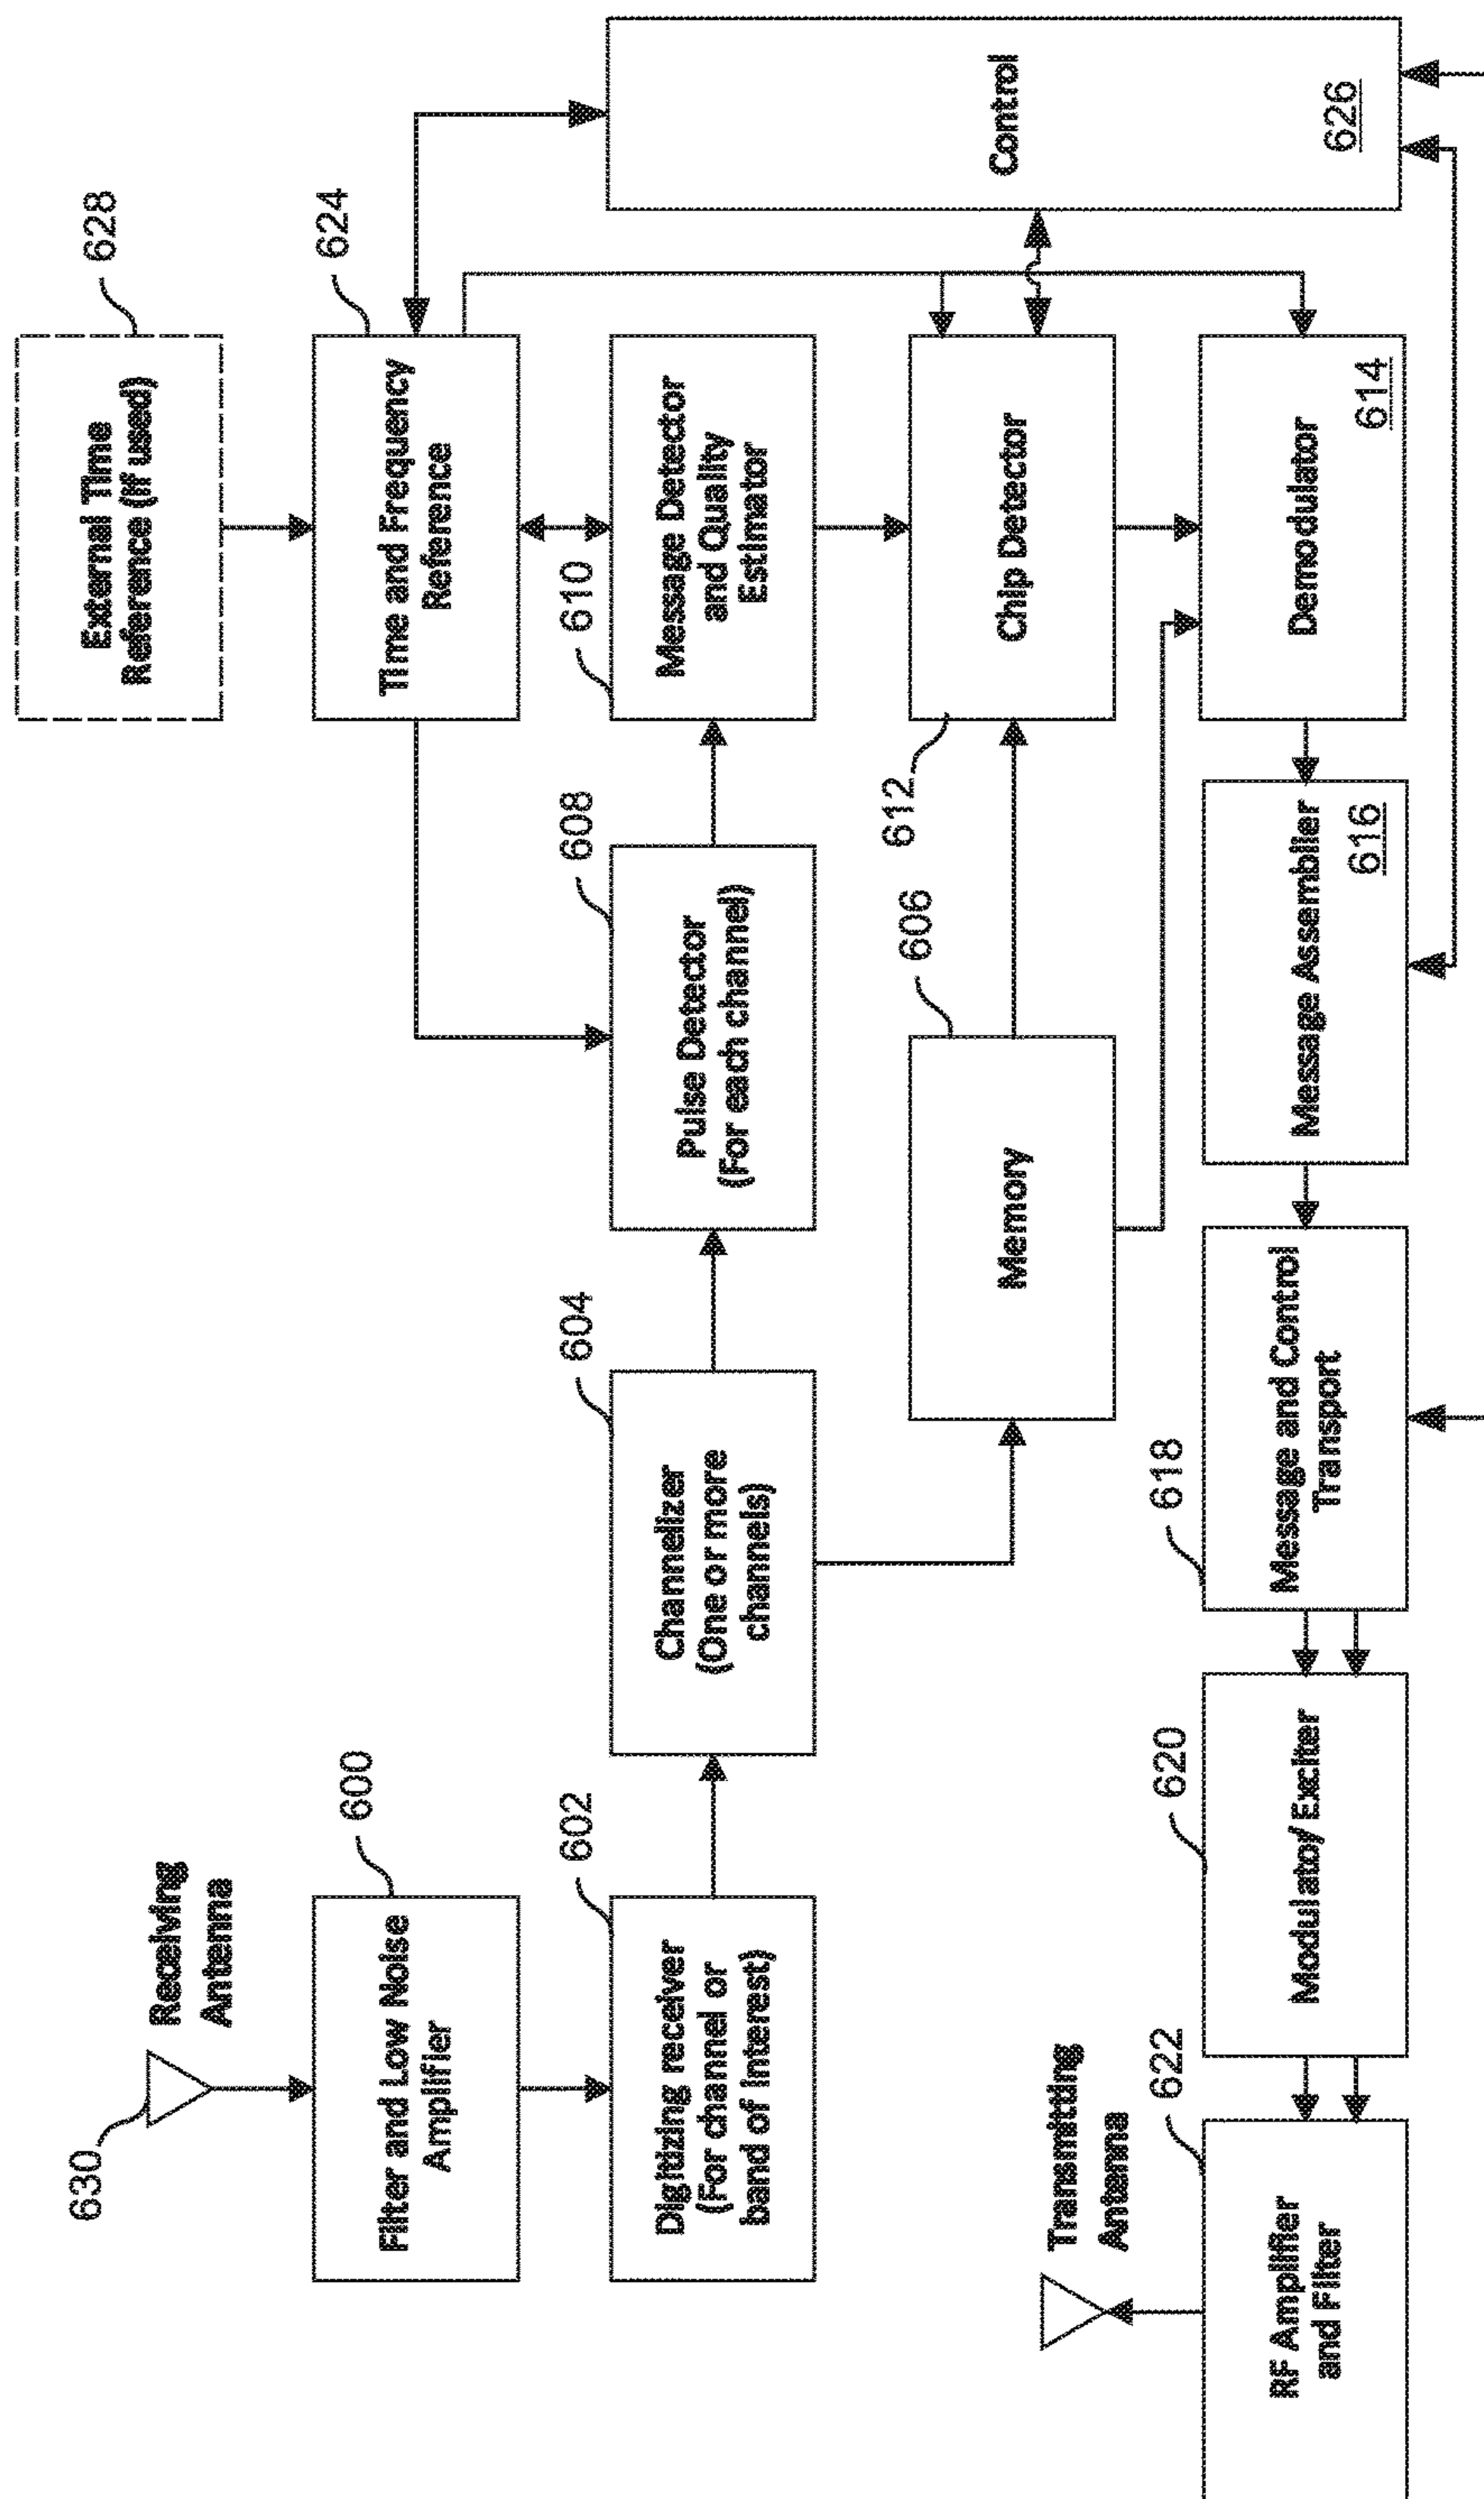 630
Receiving
Antenna
600
Filter and Low Noise
Amplifier
602
Digitizing receiver
(For channel or
band of interest)
604
Channelizer
(One or more
channels)
608
Pulse Detector
(For each channel)
610
Message Detector
and Quality
Estimator
628
External Time
Reference (if used)
624
Time and Frequency
Reference
606
Memory
612
Chip Detector
Control
626
Demodulator
614
Message Assembler
616
618
Message and Control
Transport
620
Modulator/ Exciter
622
RF Amplifier
and Filter
Transmitting
Antenna